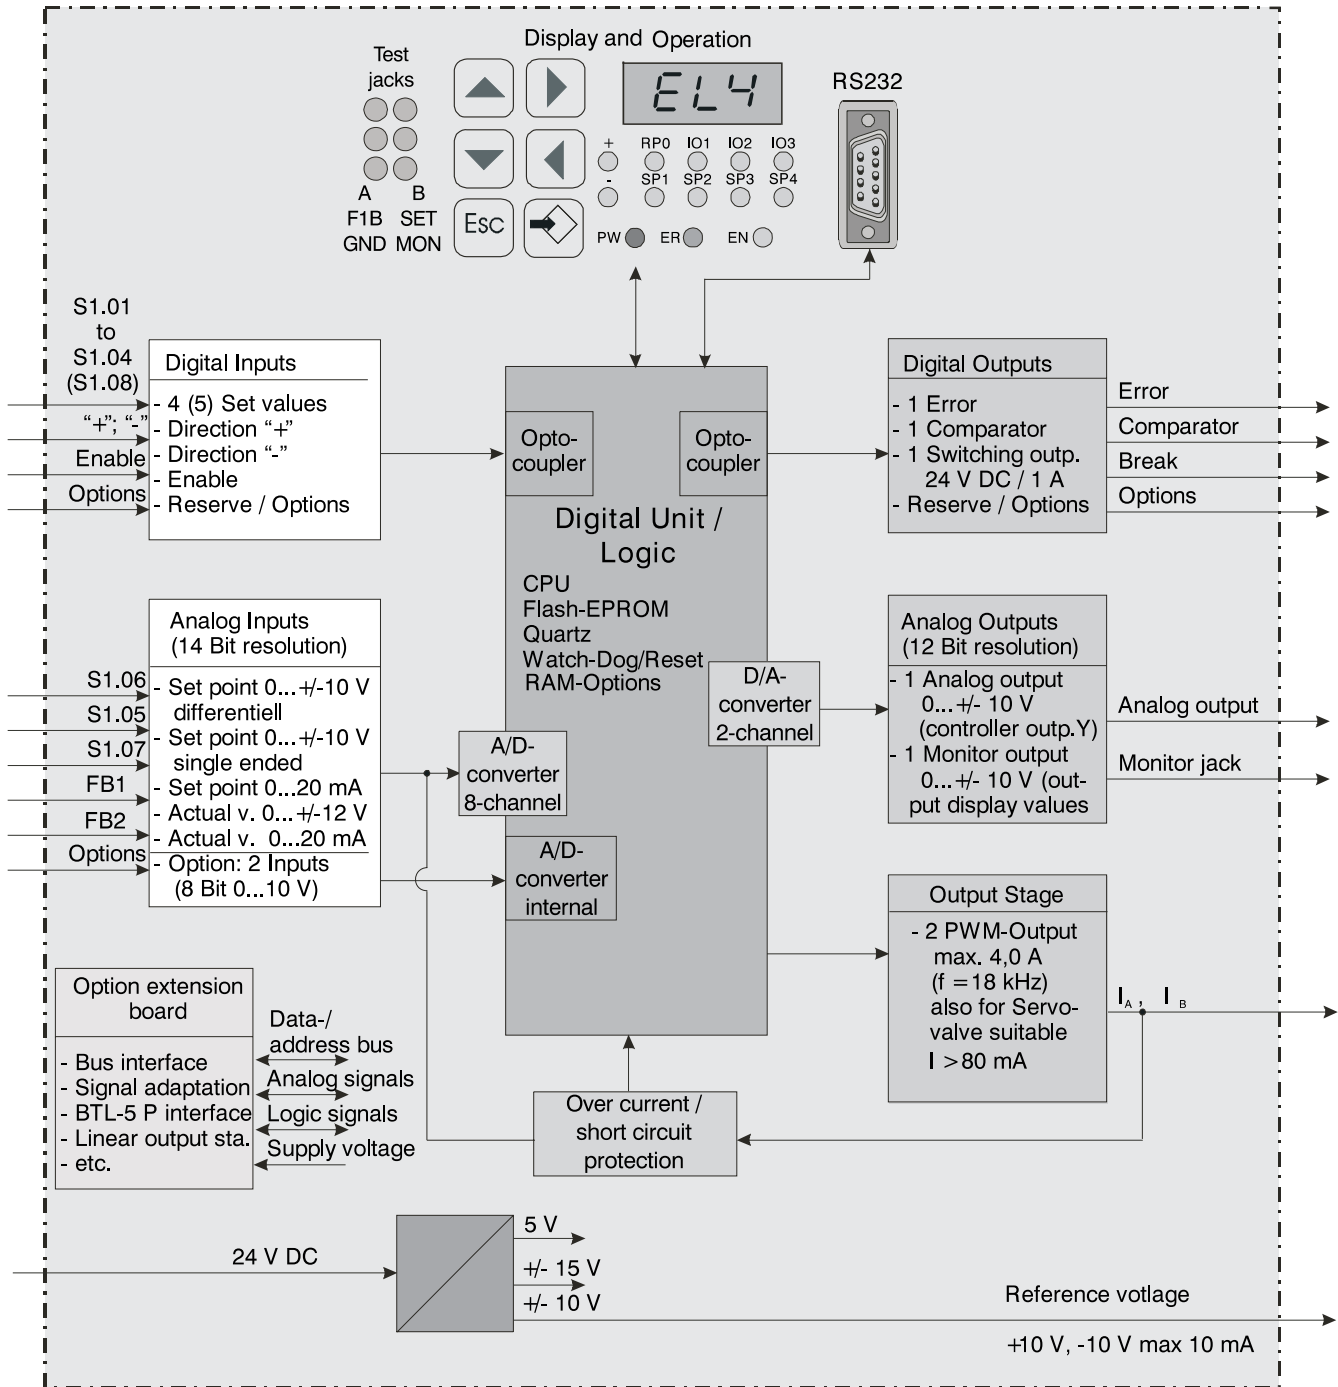 Display and Operation
Test
jacks
EL4
RS232
+ RP0 IO1 IO2 IO3
- SP1 SP2 SP3 SP4
A B
F1B SET
GND MON
Esc
PW ER EN
S1.01
to
S1.04
(S1.08)
“+”; “-”
Enable
Options
Digital Inputs
- 4 (5) Set values
- Direction “+”
- Direction “-”
- Enable
- Reserve / Options
Opto-
coupler
Opto-
coupler
Digital Unit /
Logic
CPU
Flash-EPROM
Quartz
Watch-Dog/Reset
RAM-Options
Digital Outputs
- 1 Error
- 1 Comparator
- 1 Switching outp.
24 V DC / 1 A
- Reserve / Options
Error
Comparator
Break
Options
S1.06
S1.05
S1.07
FB1
FB2
Options
Analog Inputs
(14 Bit resolution)
- Set point 0...+/-10 V
differentiell
- Set point 0...+/-10 V
single ended
- Set point 0...20 mA
- Actual v. 0...+/-12 V
- Actual v. 0...20 mA
- Option: 2 Inputs
(8 Bit 0...10 V)
A/D-
converter
8-channel
A/D-
converter
internal
D/A-
converter
2-channel
Analog Outputs
(12 Bit resolution)
- 1 Analog output
0...+/- 10 V
(controller outp.Y)
- 1 Monitor output
0...+/- 10 V (out-
put display values
Analog output
Monitor jack
Output Stage
- 2 PWM-Output
max. 4,0 A
(f = 18 kHz)
also for Servo-
valve suitable
I >80 mA
IA, IB
Option extension
board
- Bus interface
- Signal adaptation
- BTL-5 P interface
- Linear output sta.
- etc.
Data-/
address bus
Analog signals
Logic signals
Supply voltage
Over current /
short circuit
protection
24 V DC
5 V
+/- 15 V
+/- 10 V
Reference votlage
+10 V, -10 V max 10 mA